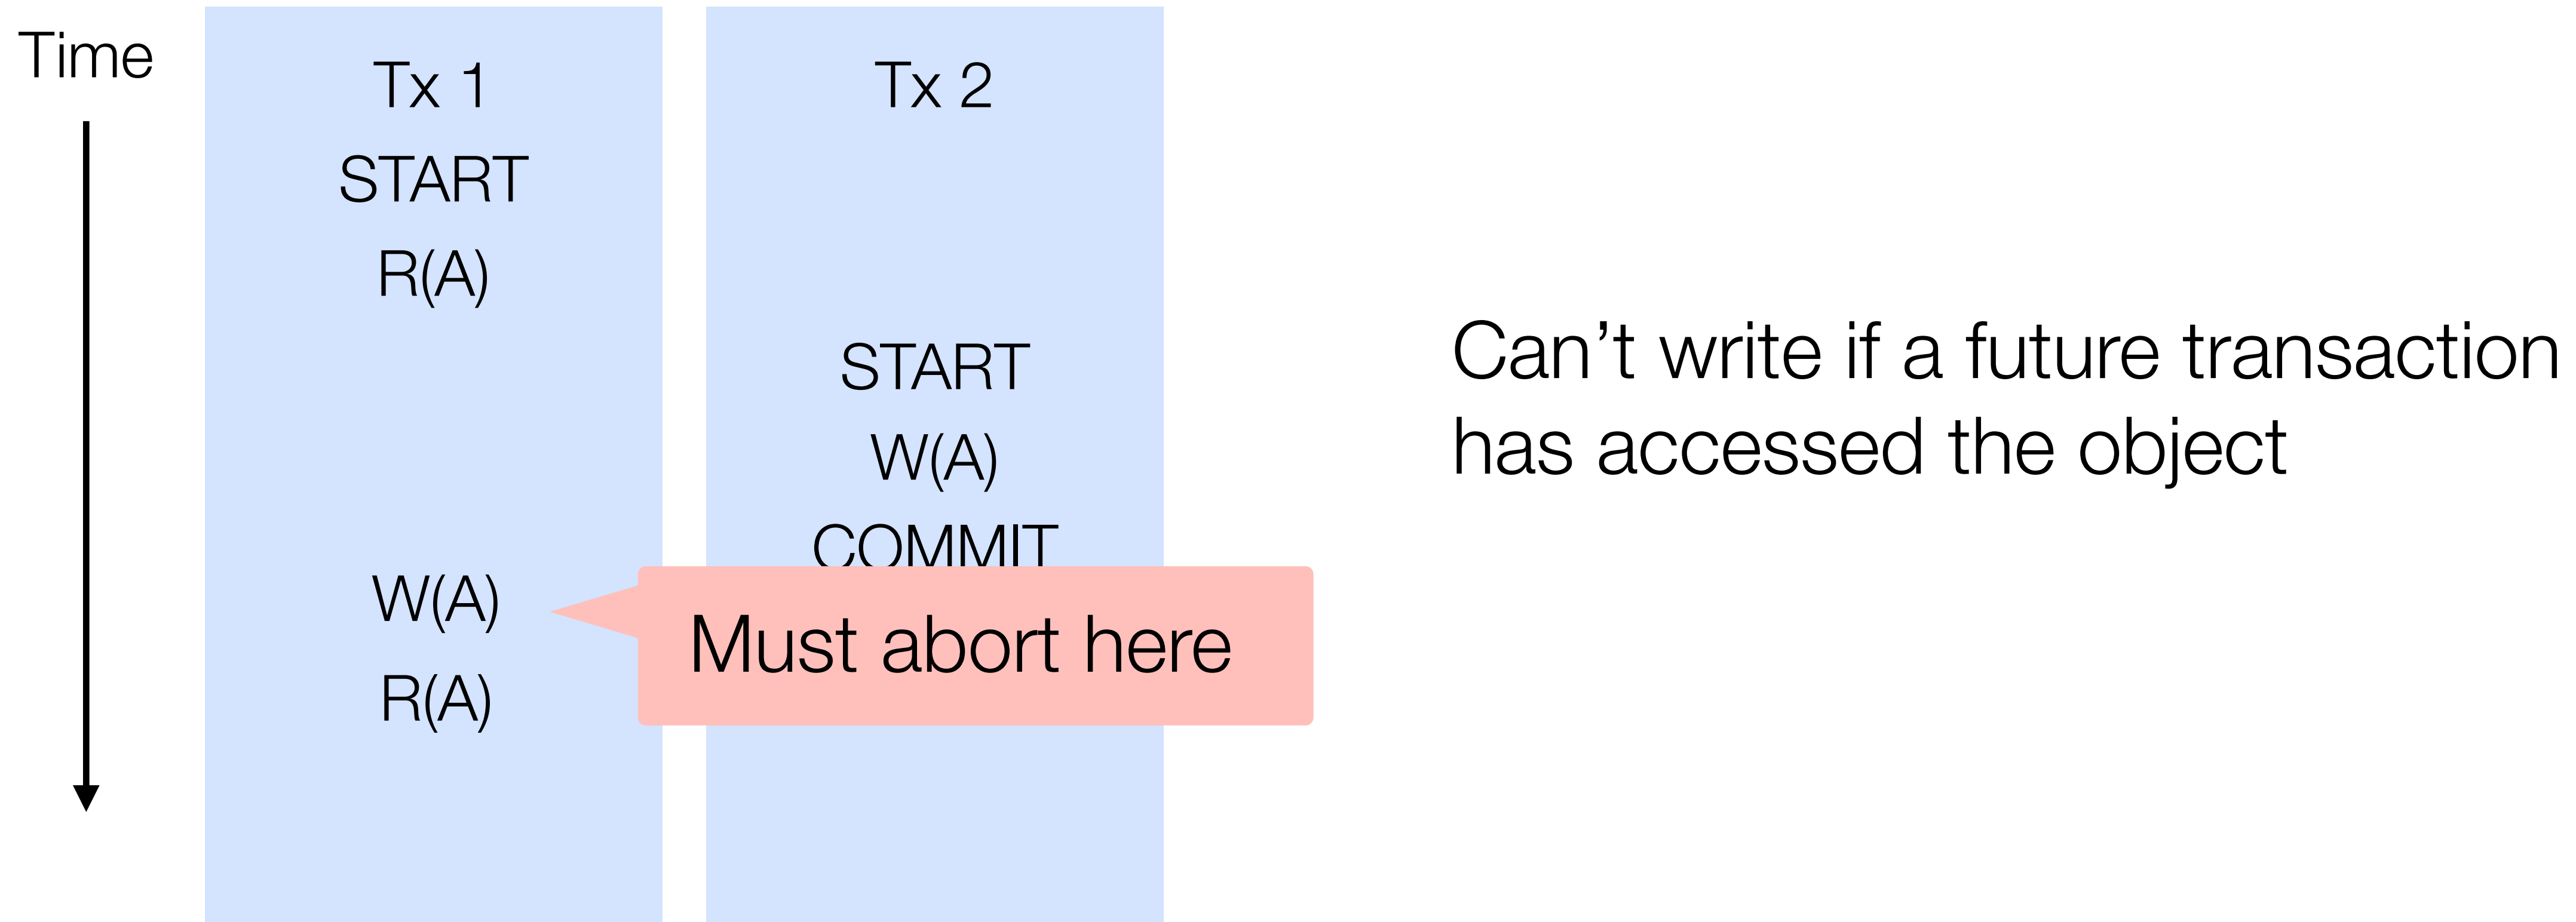 Time
Tx 1
START
R(A)
W(A)
R(A)
Tx 2
START
W(A)
COMMIT
Must abort here
Can’t write if a future transaction
has accessed the object